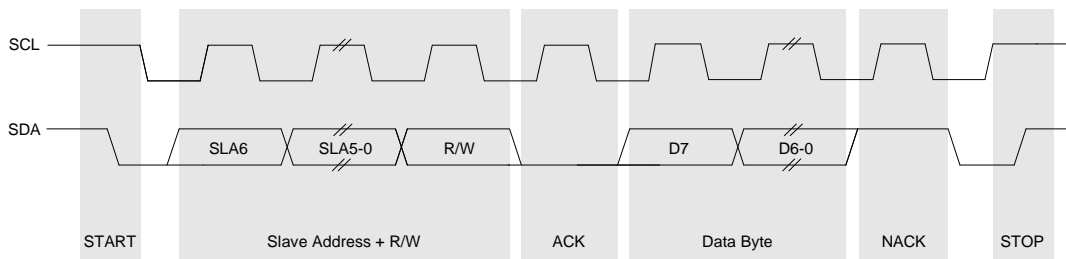 SCL
SDA
SLA6 SLA5-0 R/W D7 D6-0
START Slave Address + R/W ACK Data Byte NACK STOP